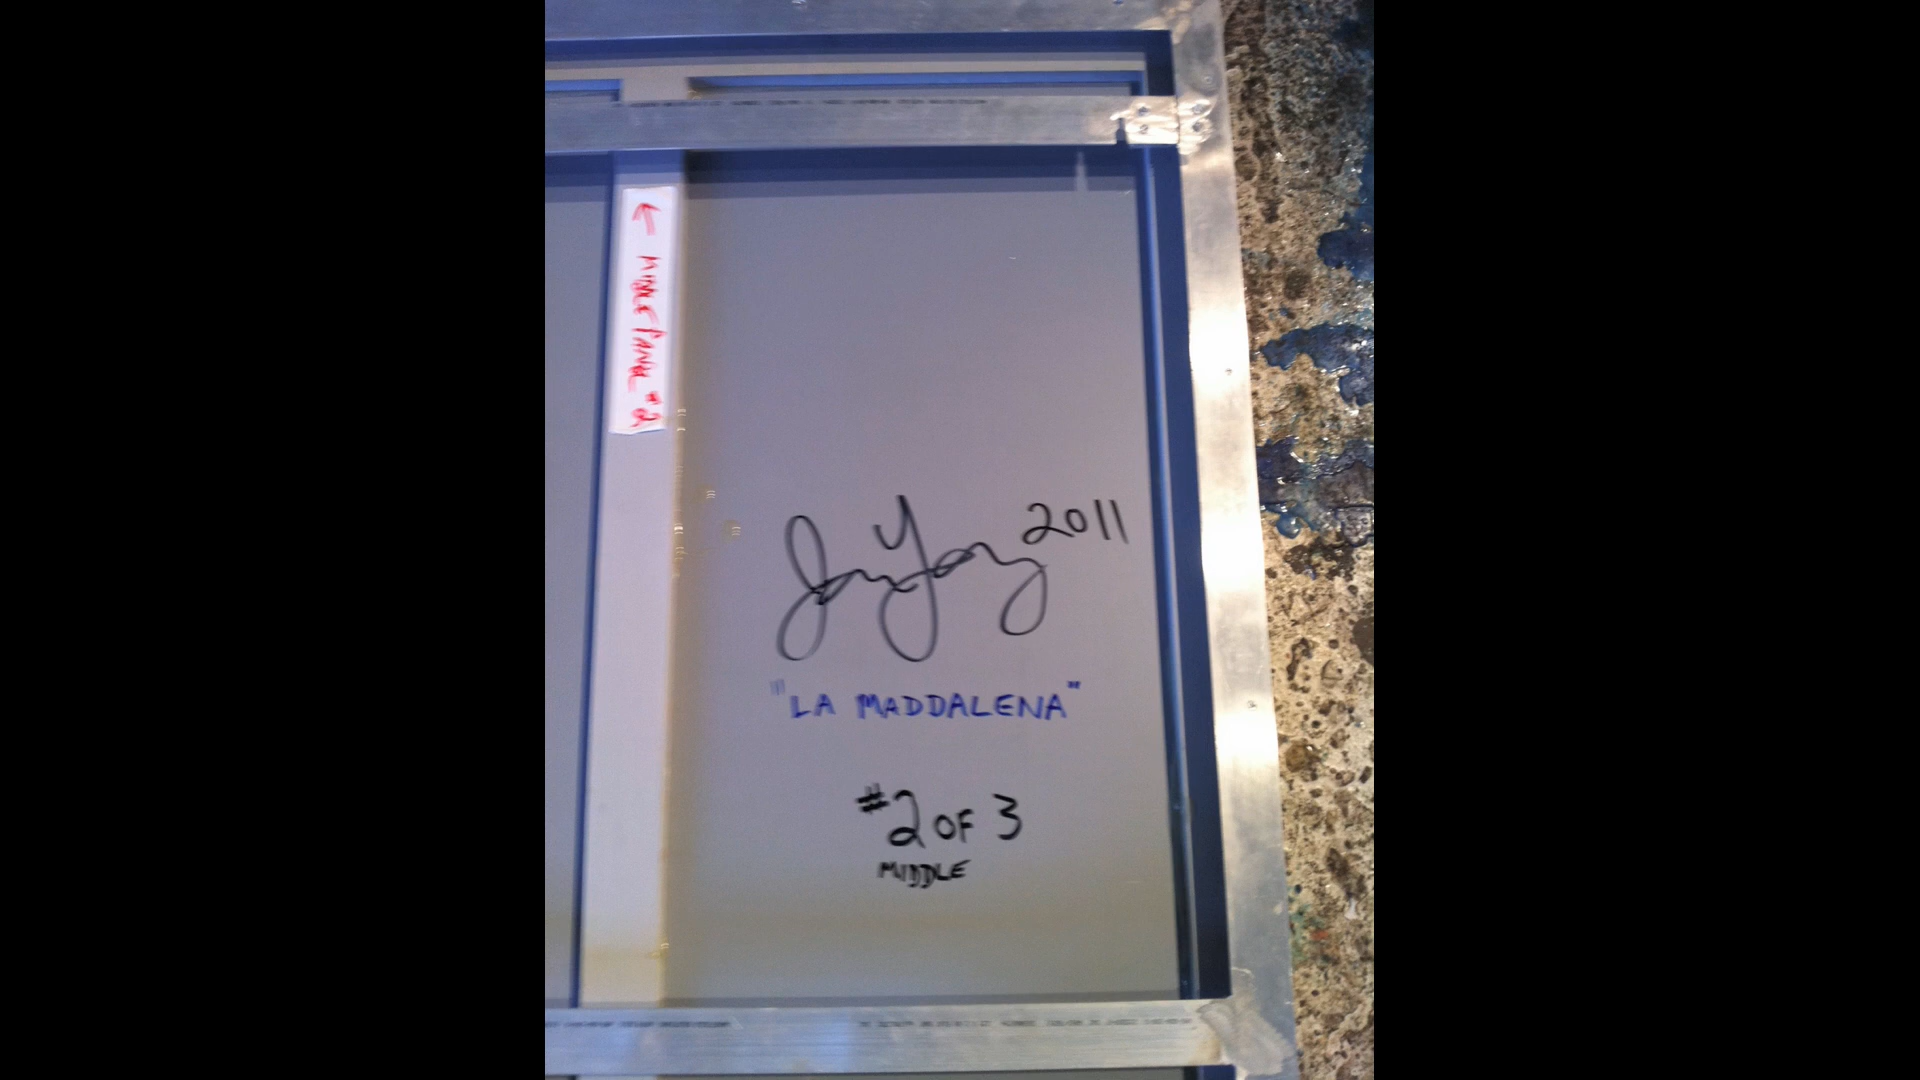 ← MIDDLE PANEL #2
2011
"LA MADDALENA"
#2 OF 3
MIDDLE